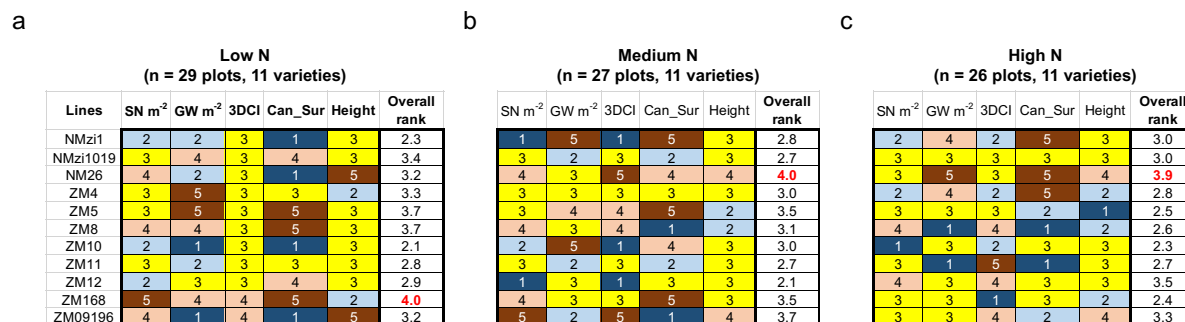 a
Low N
(n = 29 plots, 11 varieties)
Lines SN m⁻² GW m⁻² 3DCI Can_Sur Height Overall rank
NMzi1 2 2 3 1 3 2.3
NMzi1019 3 4 3 4 3 3.4
NM26 4 2 3 1 5 3.2
ZM4 3 5 3 3 2 3.3
ZM5 3 5 3 5 3 3.7
ZM8 4 4 3 5 3 3.7
ZM10 2 1 3 1 3 2.1
ZM11 3 2 3 3 3 2.8
ZM12 2 3 3 4 3 2.9
ZM168 5 4 4 5 2 4.0
ZM09196 4 1 4 1 5 3.2
b
Medium N
(n = 27 plots, 11 varieties)
SN m⁻² GW m⁻² 3DCI Can_Sur Height Overall rank
1 5 1 5 3 2.8
3 2 3 2 3 2.7
4 3 5 4 4 4.0
3 3 3 3 3 3.0
3 4 4 5 2 3.5
4 3 4 1 2 3.1
2 5 1 4 3 3.0
3 2 3 2 3 2.7
1 3 1 3 3 2.1
3 3 3 5 3 3.5
5 2 5 1 4 3.7
c
High N
(n = 26 plots, 11 varieties)
SN m⁻² GW m⁻² 3DCI Can_Sur Height Overall rank
2 4 2 5 3 3.0
3 3 3 3 3 3.0
3 5 3 5 4 3.9
2 4 2 5 3 2.8
3 3 3 2 1 2.5
4 1 4 1 3 2.6
1 3 2 3 3 2.3
3 1 5 1 3 2.7
4 3 4 3 3 3.5
3 3 1 3 2 2.4
3 3 4 2 4 3.3